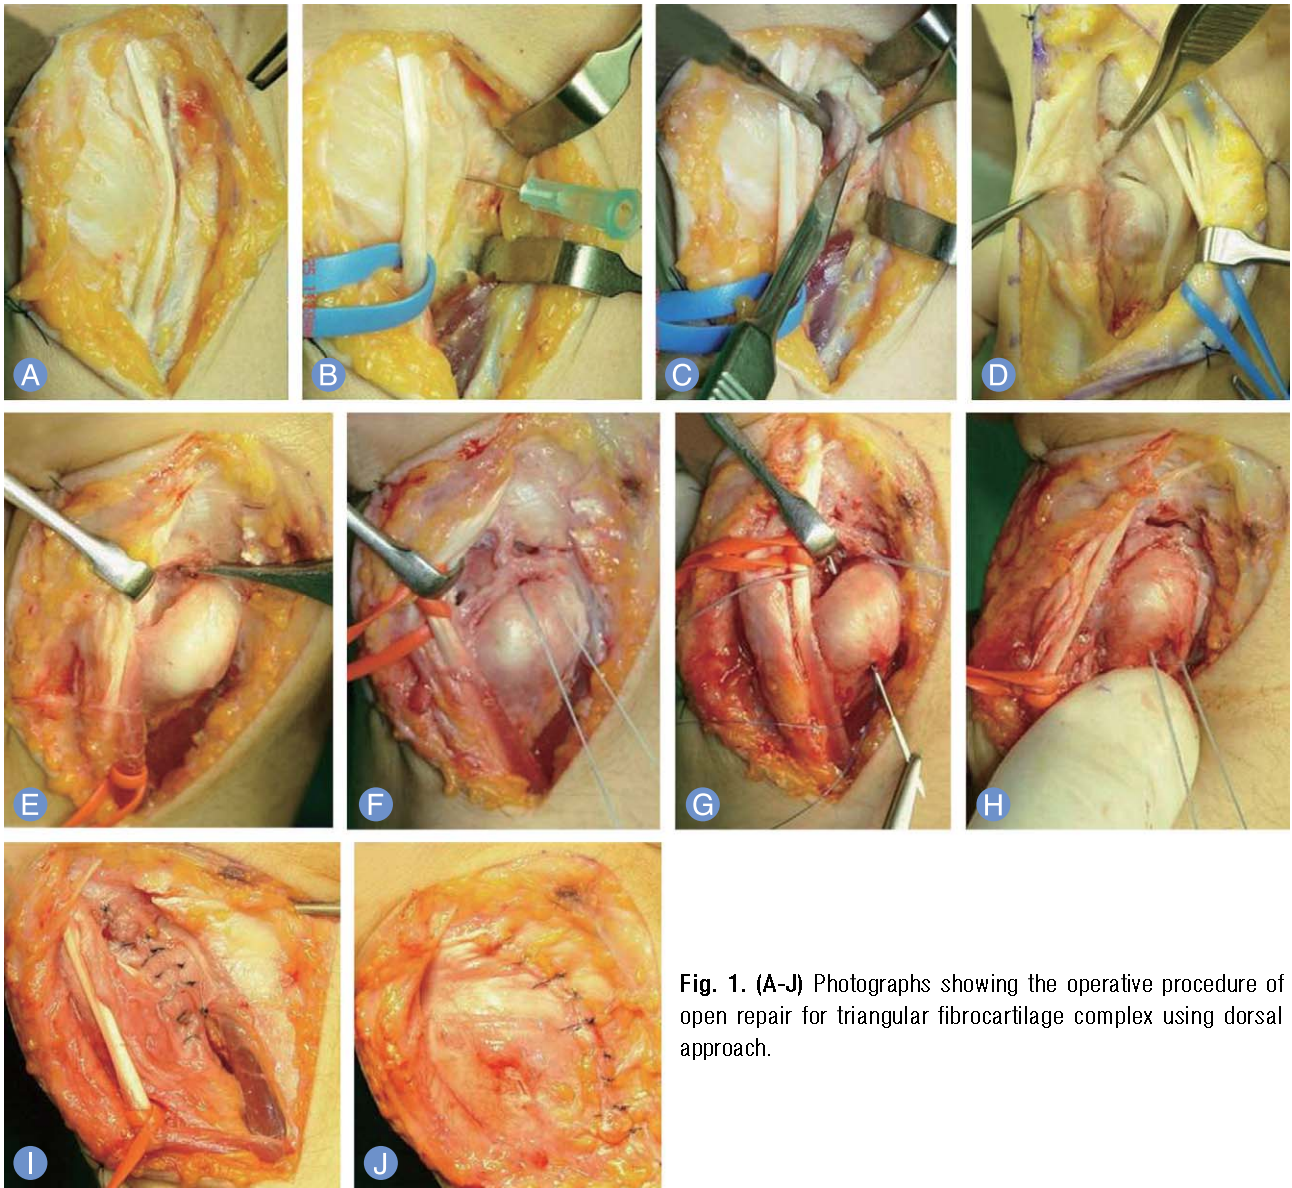 A
B
C
D
E
F
G
H
I
J
Fig. 1. (A-J) Photographs showing the operative procedure of
open repair for triangular fibrocartilage complex using dorsal
approach.